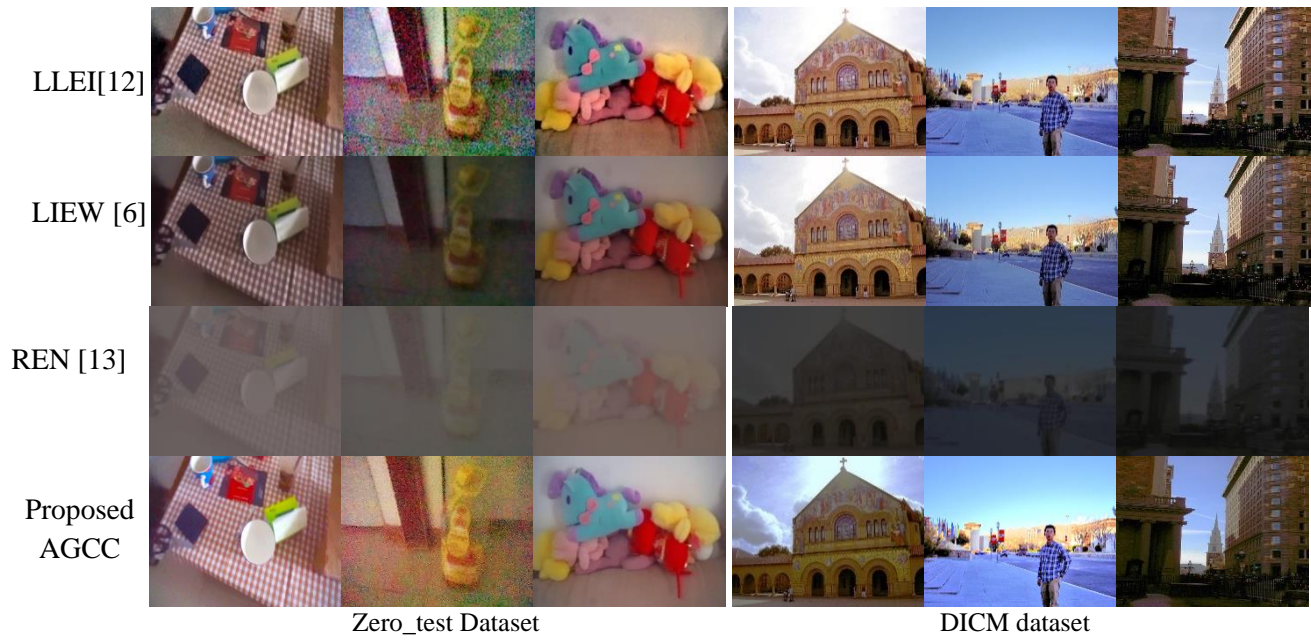 LLEI[12]
LIEW [6]
REN [13]
Proposed
AGCC
Zero_test Dataset
DICM dataset